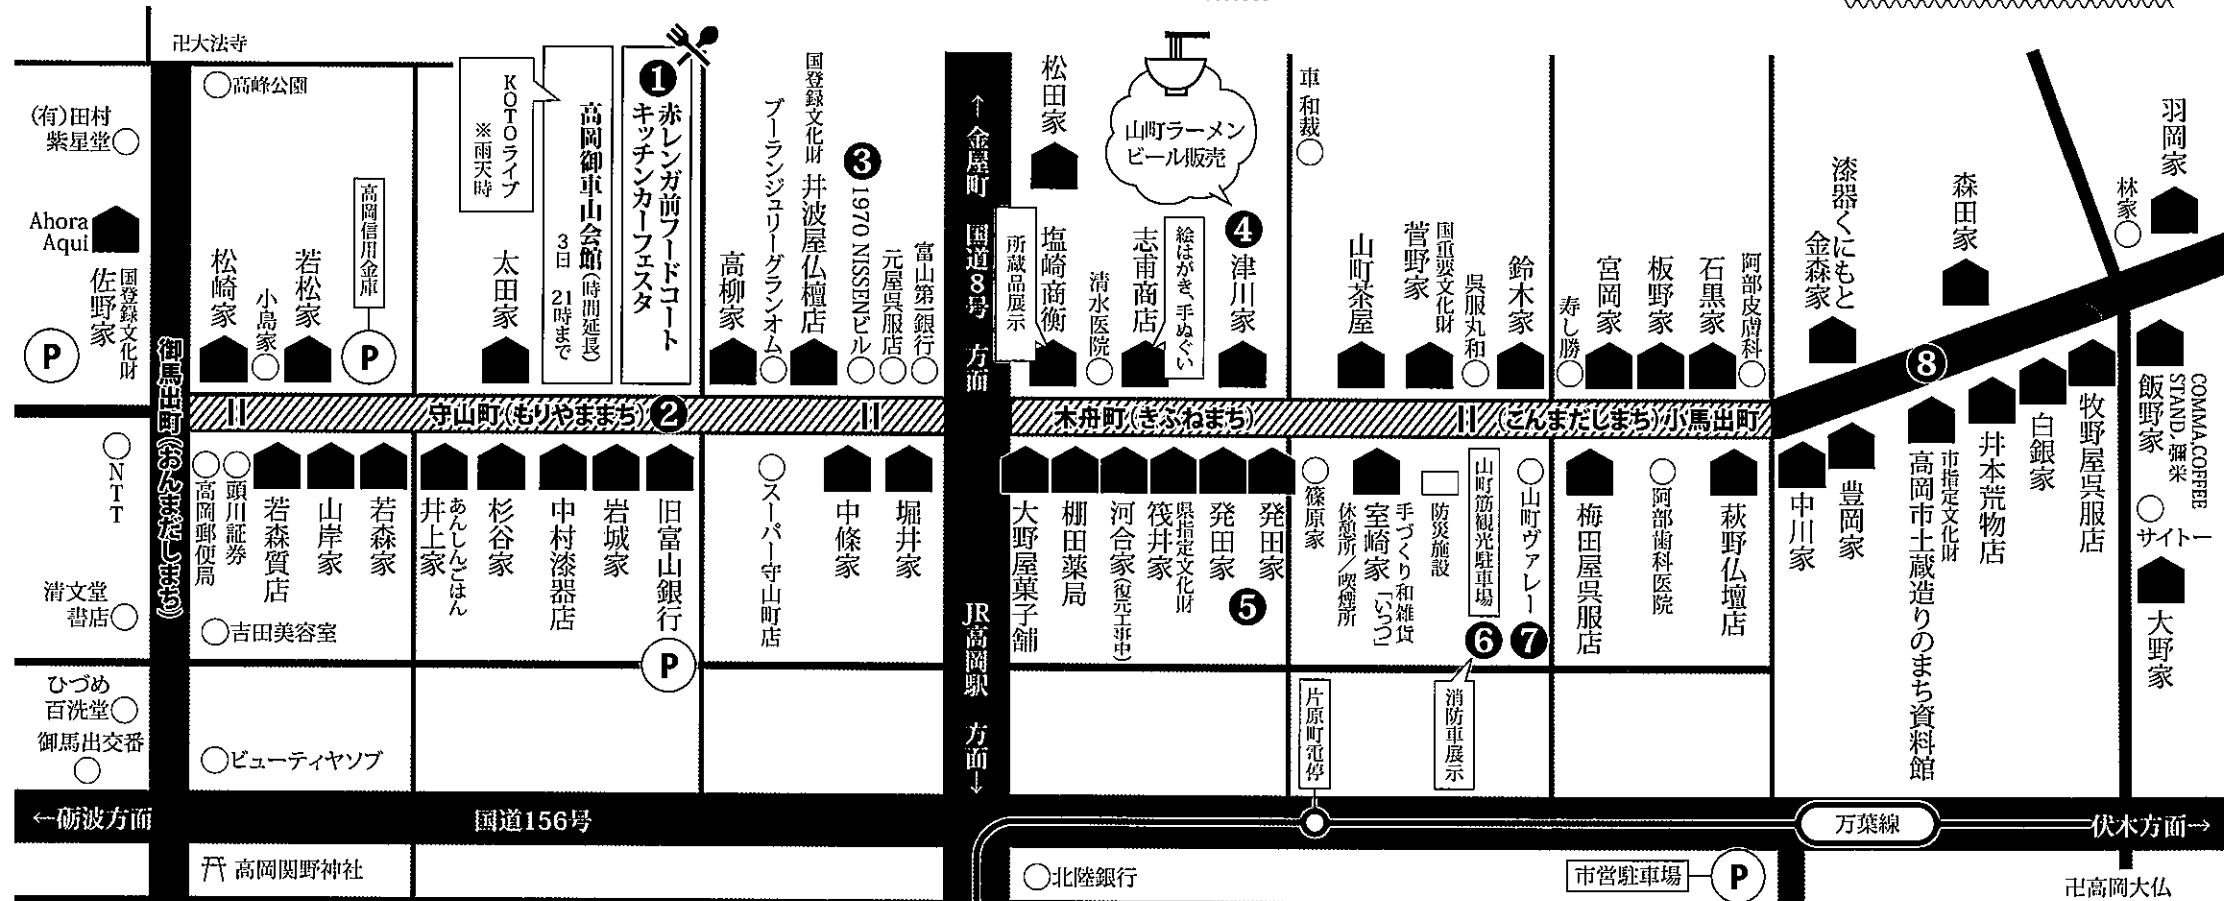 卍大法寺
高峰公園
(有)田村
紫星堂
Ahora
Aqui
国登録文化財
佐野家
P
御馬出町(おんまだしまち)
松崎家
小島家
若松家
高岡信用金庫
P
KOTOライブ
※雨天時
太田家
高岡御車山会館(時間延長)
3日 21時まで
1
赤レンガ前フードコート
キッチンカーフェスタ
高柳家
ブーランジュリーグランオム
国登録文化財 井波屋仏壇店
3
1970 NISSENビル
元屋呉服店
富山第一銀行
↑金屋町 国道8号 方面
松田家
所蔵品展示
塩崎商衡
清水医院
志甫商店
絵はがき、手ぬぐい
山町ラーメン
ビール販売
4
津川家
車 和裁
山町茶屋
国重要文化財
菅野家
呉服丸和
鈴木家
寿し勝
宮岡家
板野家
石黒家
阿部皮膚科
漆器くにもと
金森家
森田家
林家
羽岡家
守山町(もりやままち)
2
木舟町(きふねまち)
(こんまだしまち)小馬出町
8
NTT
清文堂
書店
高岡郵便局
頭川証券
若森質店
山岸家
若森家
あんしんごはん
井上家
杉谷家
中村漆器店
岩城家
旧富山銀行
P
スーパー守山町店
中條家
堀井家
吉田美容室
JR高岡駅 方面↓
大野屋菓子舗
棚田薬局
河合家(復元工事中)
県指定文化財
筏井家
発田家
発田家
5
篠原家
手づくり和雑貨
室崎家「いっつ」
休憩所/喫煙所
防災施設
山町筋観光駐車場
6
山町ヴァレー
7
消防車展示
梅田屋呉服店
阿部歯科医院
萩野仏壇店
中川家
豊岡家
市指定文化財
高岡市土蔵造りのまち資料館
井本荒物店
白銀家
牧野屋呉服店
COMMA,COFFEE
STAND、彌栄
飯野家
サイトー
大野家
ひづめ
百洗堂
御馬出交番
ビューティヤソブ
片原町電停
←砺波方面
国道156号
万葉線
伏木方面→
高岡関野神社
北陸銀行
市営駐車場
P
卍高岡大仏